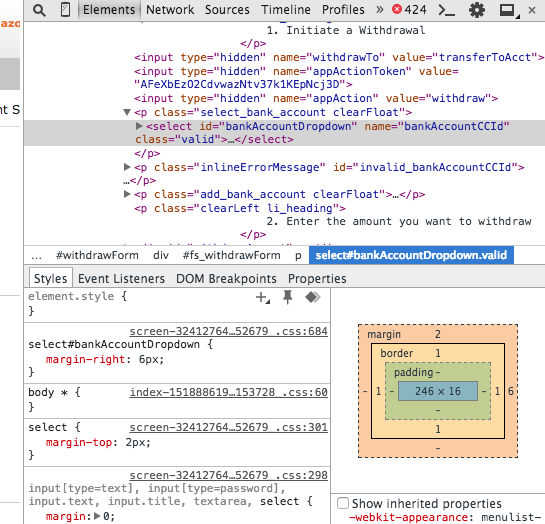 azo
nt S
Elements Network Sources Timeline Profiles » 424
1. Initiate a Withdrawal
</p>
<input type="hidden" name="withdrawTo" value="transferToAcct">
<input type="hidden" name="appActionToken" value=
"AFeXbEzO2CdvwazNtv37k1KEpNcj3D">
<input type="hidden" name="appAction" value="withdraw">
▼<p class="select_bank_account clearFloat">
▶<select id="bankAccountDropdown" name="bankAccountCCId"
class="valid">…</select>
</p>
▶<p class="inlineErrorMessage" id="invalid_bankAccountCCId">
…</p>
▶<p class="add_bank_account clearFloat">…</p>
▼<p class="clearLeft li_heading">
2. Enter the amount you want to withdraw
</p>
… #withdrawForm div #fs_withdrawForm p select#bankAccountDropdown.valid
Styles Event Listeners DOM Breakpoints Properties
element.style {
}
screen-32412764…52679 .css:684
select#bankAccountDropdown {
margin-right: 6px;
}
body * { index-151888619…153728 .css:60
}
select { screen-32412764…52679 .css:301
margin-top: 2px;
}
screen-32412764…52679 .css:298
input[type=text], input[type=password],
input.text, input.title, textarea, select {
margin:▶0;
margin 2
border 1
padding -
- 1 - 246 × 16 - 1 6
-
1
-
Show inherited properties
-webkit-appearance: menulist-